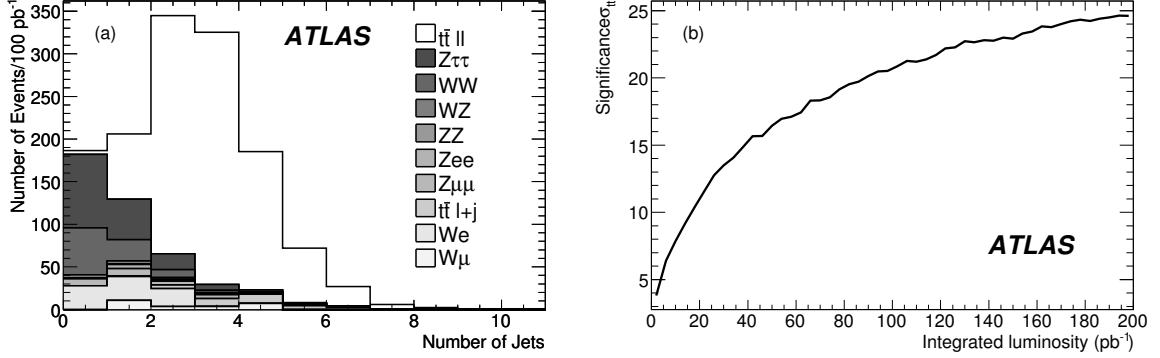 Number of Events/100 pb⁻¹
350
300
250
200
150
100
50
0
(a)
ATLAS
tt̄ ll
Zττ
WW
WZ
ZZ
Zee
Zμμ
tt̄ l+j
We
Wμ
0 2 4 6 8 10
Number of Jets
Significanceσtt
25
20
15
10
5
(b)
ATLAS
0 20 40 60 80 100 120 140 160 180 200
Integrated luminosity (pb⁻¹)